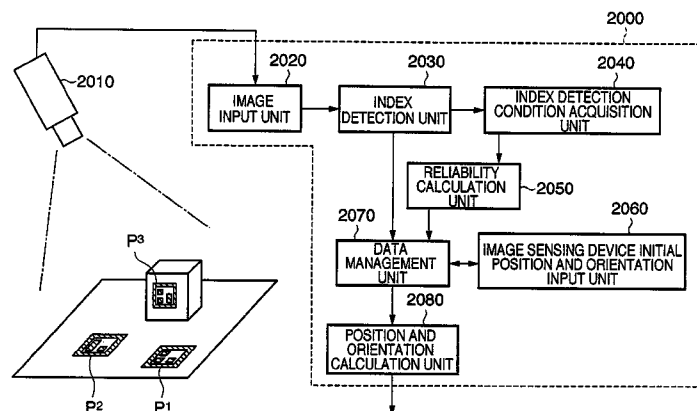 2000
2010
2020
IMAGE
INPUT UNIT
2030
INDEX
DETECTION UNIT
2040
INDEX DETECTION
CONDITION ACQUISITION
UNIT
RELIABILITY
CALCULATION
UNIT
2050
2070
DATA
MANAGEMENT
UNIT
2060
IMAGE SENSING DEVICE INITIAL
POSITION AND ORIENTATION
INPUT UNIT
2080
POSITION AND
ORIENTATION
CALCULATION UNIT
P3
P2
P1